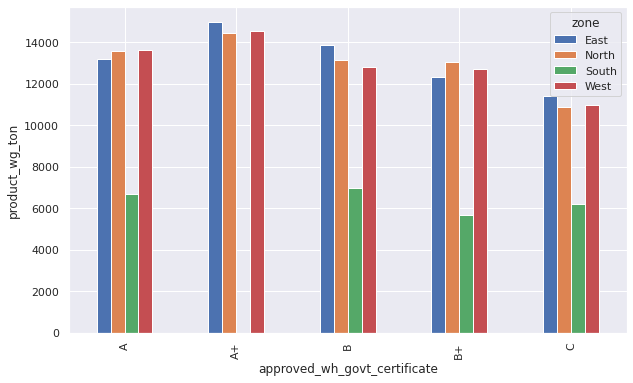 zone
East
North
South
West
product_wg_ton
14000
12000
10000
8000
6000
4000
2000
0
A
A+
B
B+
C
approved_wh_govt_certificate